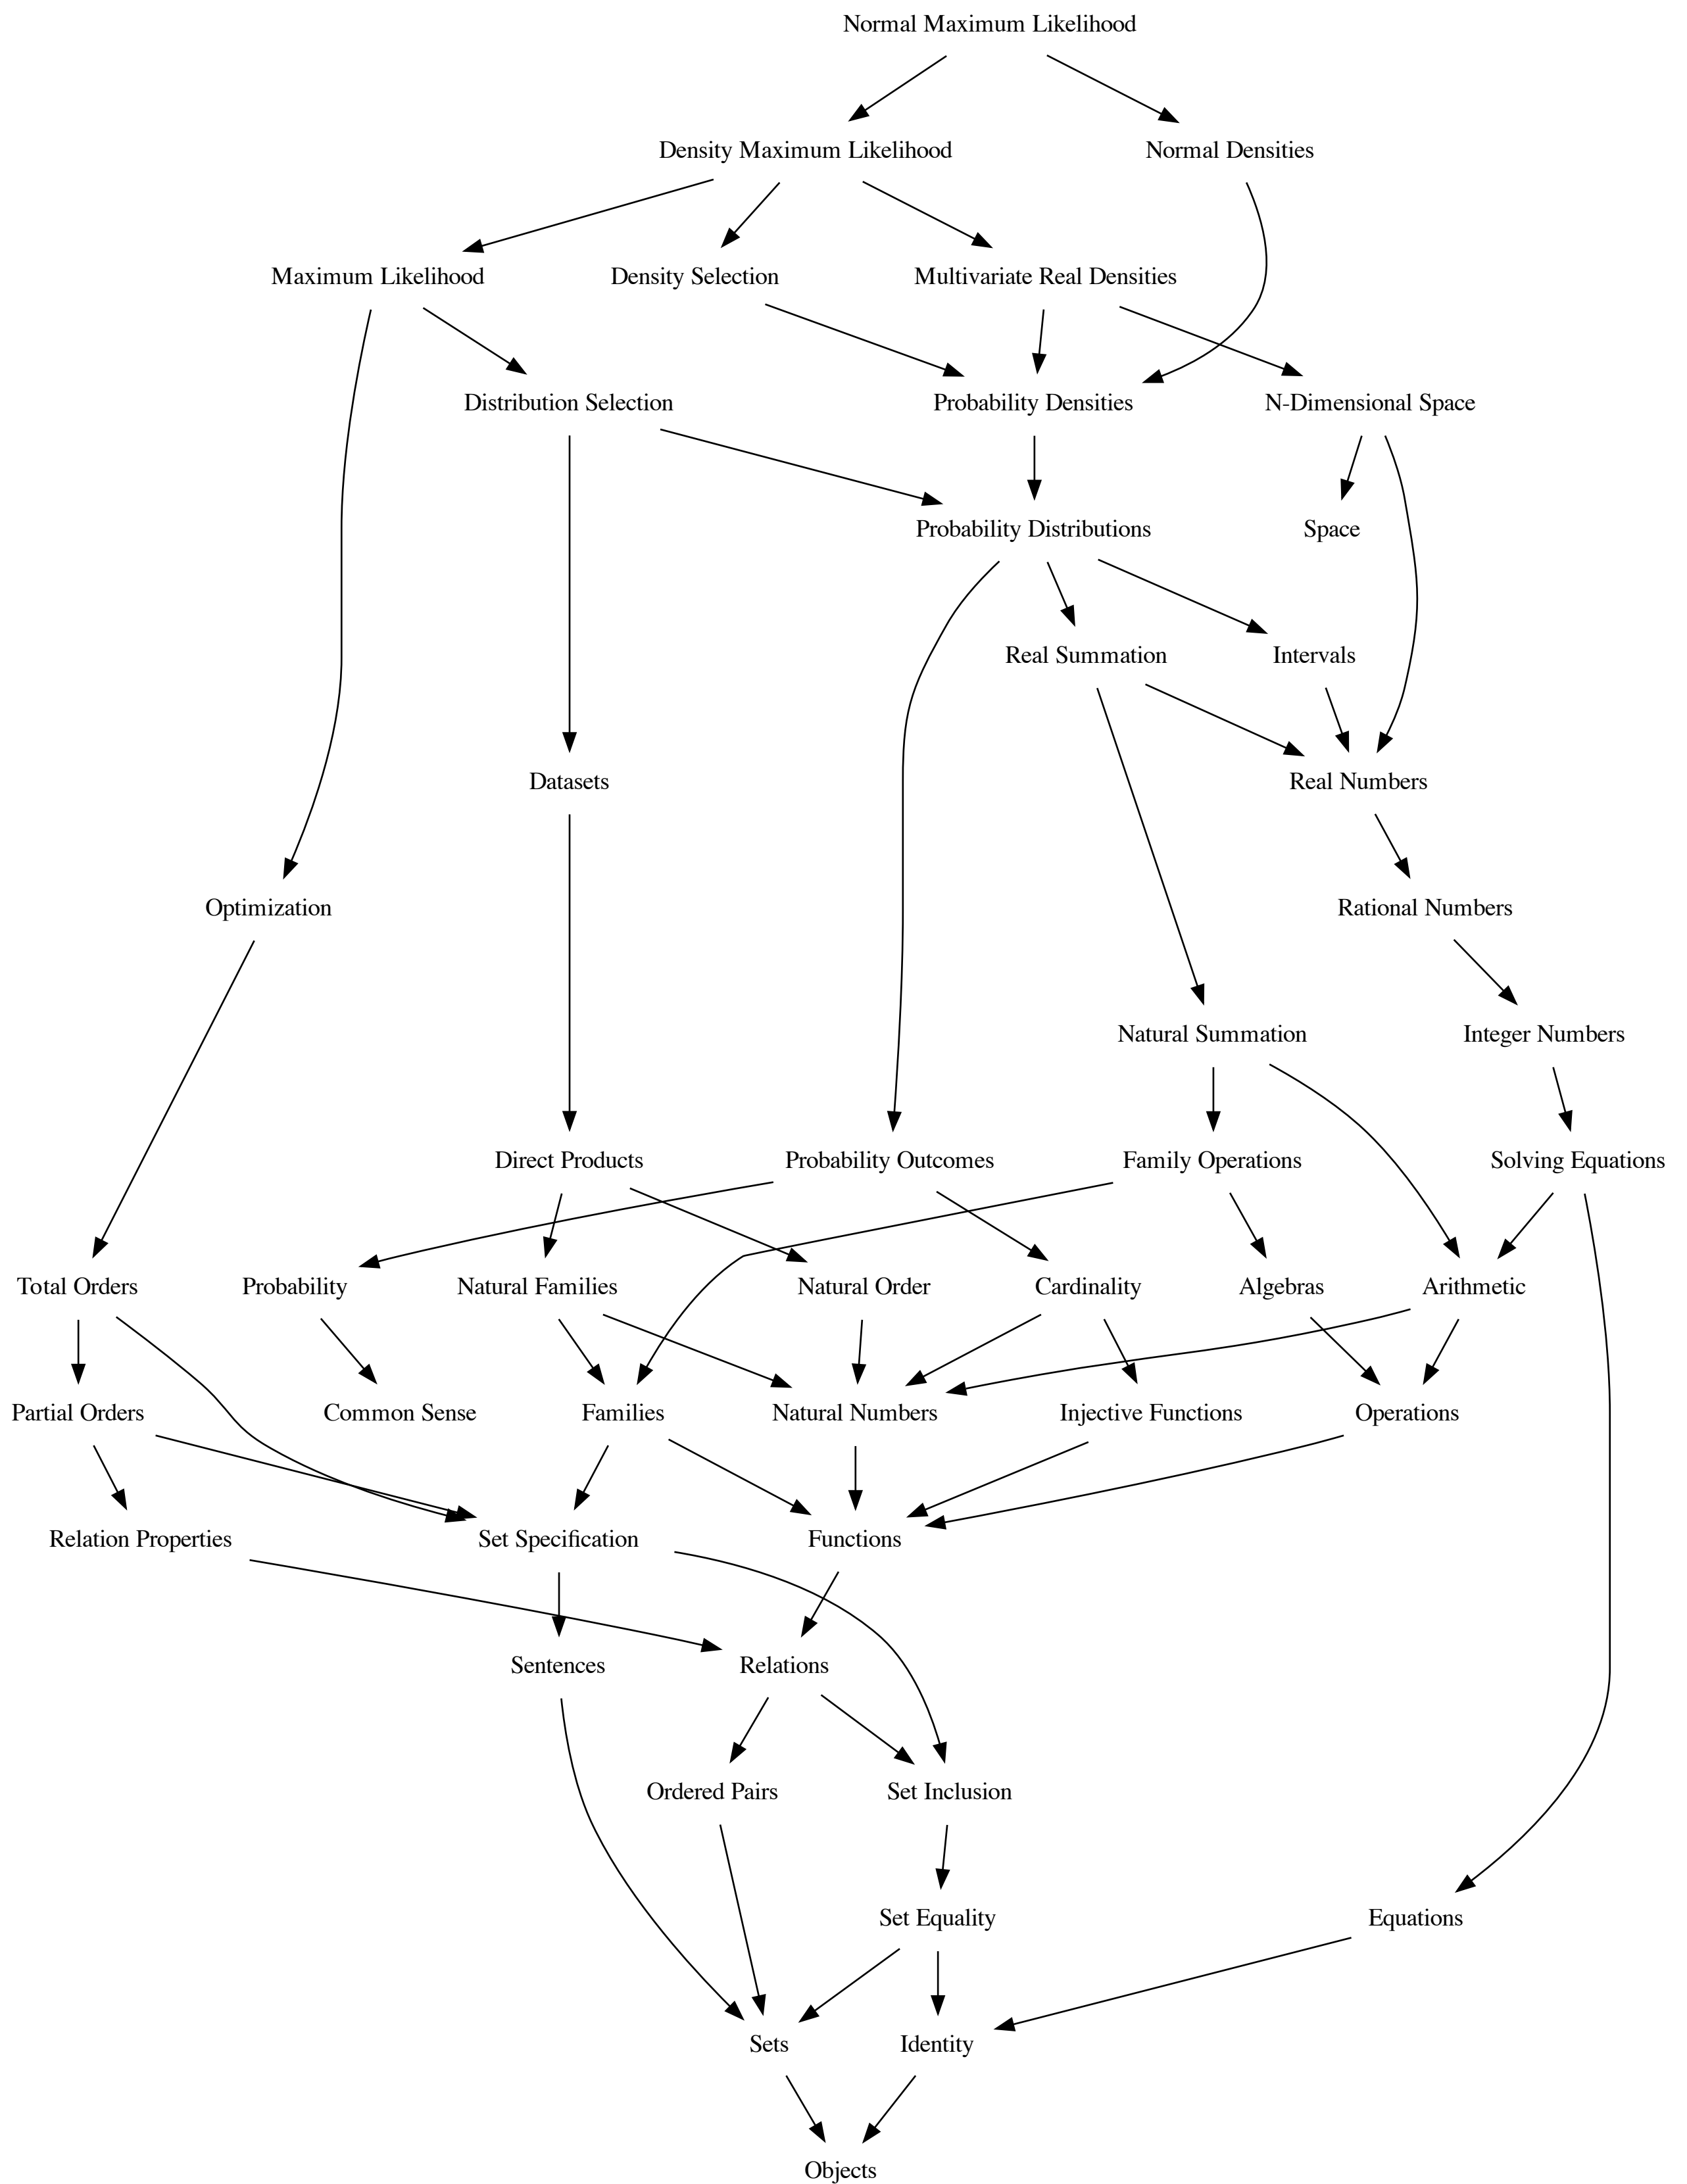 Normal Maximum Likelihood
Density Maximum Likelihood
Normal Densities
Maximum Likelihood
Density Selection
Multivariate Real Densities
Distribution Selection
Probability Densities
N-Dimensional Space
Probability Distributions
Space
Real Summation
Intervals
Datasets
Real Numbers
Optimization
Rational Numbers
Natural Summation
Integer Numbers
Direct Products
Probability Outcomes
Family Operations
Solving Equations
Total Orders
Probability
Natural Families
Natural Order
Cardinality
Algebras
Arithmetic
Partial Orders
Common Sense
Families
Natural Numbers
Injective Functions
Operations
Relation Properties
Set Specification
Functions
Sentences
Relations
Ordered Pairs
Set Inclusion
Set Equality
Equations
Sets
Identity
Objects